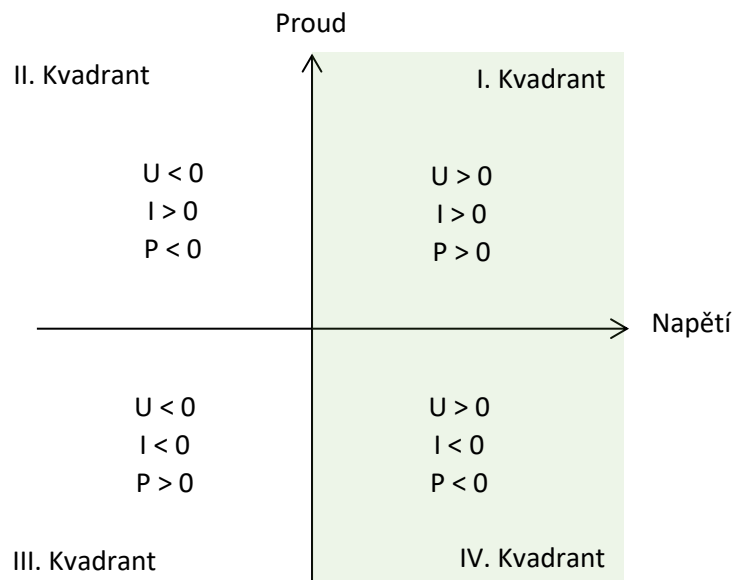 Proud
II. Kvadrant
I. Kvadrant
U < 0
I > 0
P < 0
U > 0
I > 0
P > 0
Napětí
U < 0
I < 0
P > 0
U > 0
I < 0
P < 0
III. Kvadrant
IV. Kvadrant